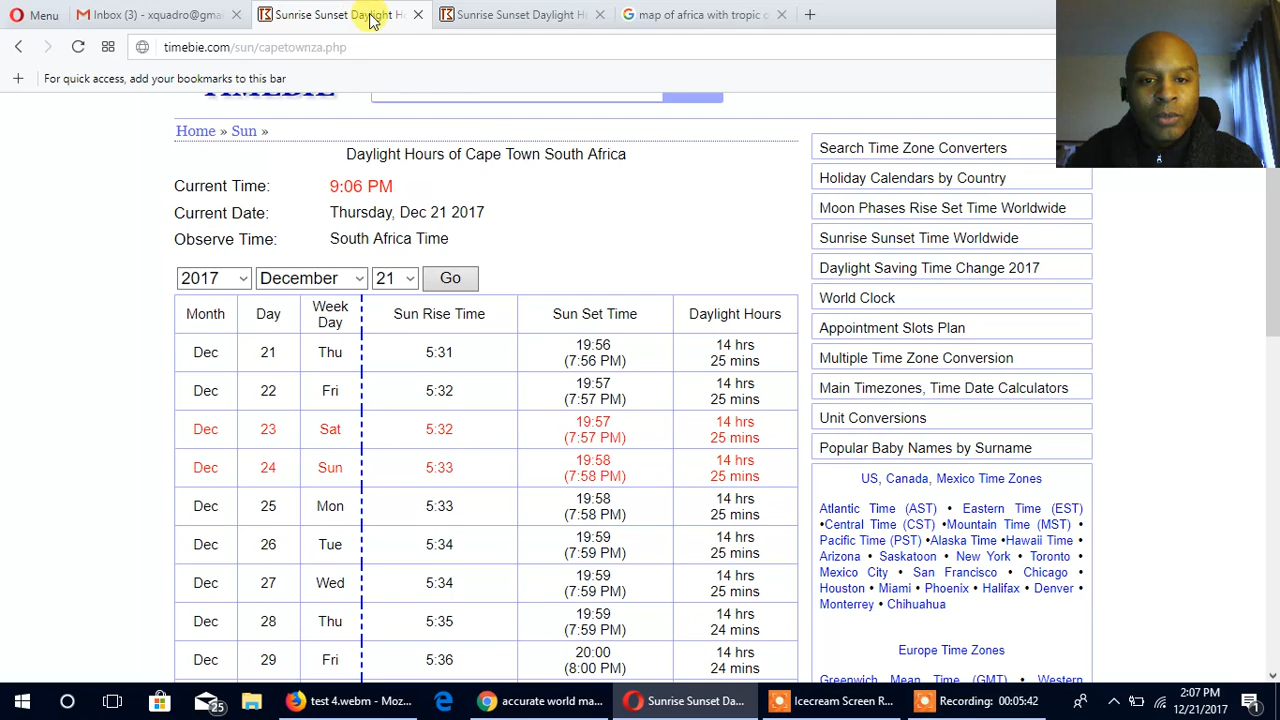 Menu
Inbox (3) - xquadro@gma
Sunrise Sunset Daylight H
Sunrise Sunset Daylight H
map of africa with tropic c
timebie.com/sun/capetownza.php
For quick access, add your bookmarks to this bar
TIMEBIE
Home » Sun »
Daylight Hours of Cape Town South Africa
Current Time: 9:06 PM
Current Date: Thursday, Dec 21 2017
Observe Time: South Africa Time
2017 December 21 Go
Month Day Week Day Sun Rise Time Sun Set Time Daylight Hours
Dec 21 Thu 5:31 19:56 (7:56 PM) 14 hrs 25 mins
Dec 22 Fri 5:32 19:57 (7:57 PM) 14 hrs 25 mins
Dec 23 Sat 5:32 19:57 (7:57 PM) 14 hrs 25 mins
Dec 24 Sun 5:33 19:58 (7:58 PM) 14 hrs 25 mins
Dec 25 Mon 5:33 19:58 (7:58 PM) 14 hrs 25 mins
Dec 26 Tue 5:34 19:59 (7:59 PM) 14 hrs 25 mins
Dec 27 Wed 5:34 19:59 (7:59 PM) 14 hrs 25 mins
Dec 28 Thu 5:35 19:59 (7:59 PM) 14 hrs 24 mins
Dec 29 Fri 5:36 20:00 (8:00 PM) 14 hrs 24 mins
Search Time Zone Converters
Holiday Calendars by Country
Moon Phases Rise Set Time Worldwide
Sunrise Sunset Time Worldwide
Daylight Saving Time Change 2017
World Clock
Appointment Slots Plan
Multiple Time Zone Conversion
Main Timezones, Time Date Calculators
Unit Conversions
Popular Baby Names by Surname
US, Canada, Mexico Time Zones
Atlantic Time (AST) • Eastern Time (EST)
•Central Time (CST) •Mountain Time (MST) •
Pacific Time (PST) •Alaska Time •Hawaii Time •
Arizona • Saskatoon • New York • Toronto •
Mexico City • San Francisco • Chicago •
Houston • Miami • Phoenix • Halifax • Denver •
Monterrey • Chihuahua
Europe Time Zones
Greenwich Mean Time (GMT) • Western
25
test 4.webm - Moz...
accurate world ma...
Sunrise Sunset Da...
Icecream Screen R...
Recording: 00:05:42
2:07 PM
12/21/2017
1